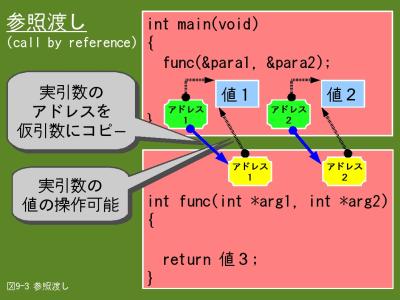 参照渡し
(call by reference)
int main(void)
{
func(&para1, &para2);
値１
値２
アドレス
1
アドレス
2
}
実引数の
アドレスを
仮引数にコピー
実引数の
値の操作可能
アドレス
1
アドレス
2
int func(int *arg1, int *arg2)
{
return 値３;
}
図9-3 参照渡し